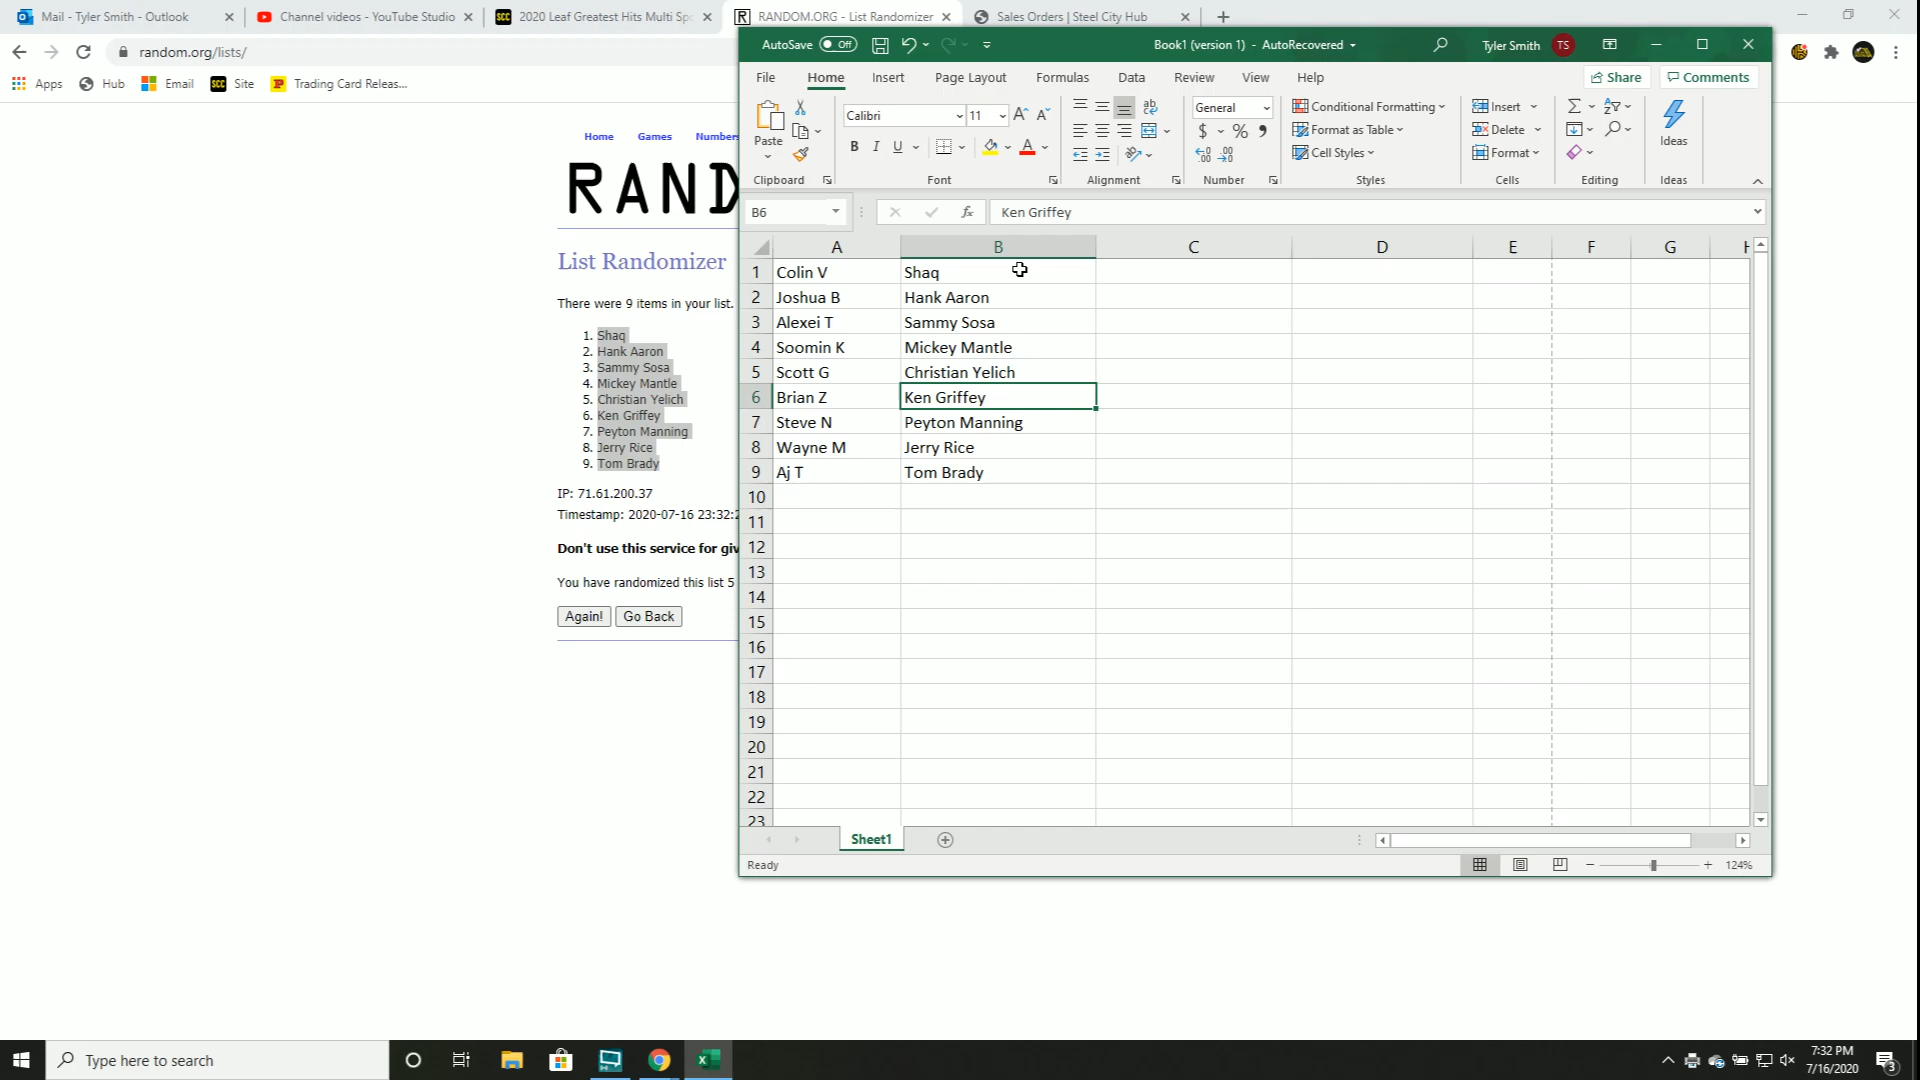 Mail - Tyler Smith - Outlook
Channel videos - YouTube Studio
SCC 2020 Leaf Greatest Hits Multi Sp
R RANDOM.ORG - List Randomizer
Sales Orders | Steel City Hub
random.org/lists/
Apps
Hub
Email
SCC Site
Trading Card Releas...
Home
Games
Numbers
RAND
List Randomizer
There were 9 items in your list.
1. Shaq
2. Hank Aaron
3. Sammy Sosa
4. Mickey Mantle
5. Christian Yelich
6. Ken Griffey
7. Peyton Manning
8. Jerry Rice
9. Tom Brady
IP: 71.61.200.37
Timestamp: 2020-07-16 23:32:2
Don't use this service for giv
You have randomized this list 5
Again!
Go Back
AutoSave Off
Book1 (version 1) - AutoRecovered
Tyler Smith TS
File
Home
Insert
Page Layout
Formulas
Data
Review
View
Help
Share
Comments
Paste
Calibri
11
General
Conditional Formatting
Format as Table
Cell Styles
Insert
Delete
Format
Ideas
Clipboard
Font
Alignment
Number
Styles
Cells
Editing
Ideas
B6
fx
Ken Griffey
A B C D E F G H
1 Colin V Shaq
2 Joshua B Hank Aaron
3 Alexei T Sammy Sosa
4 Soomin K Mickey Mantle
5 Scott G Christian Yelich
6 Brian Z Ken Griffey
7 Steve N Peyton Manning
8 Wayne M Jerry Rice
9 Aj T Tom Brady
10
11
12
13
14
15
16
17
18
19
20
21
22
23
Sheet1
Ready
124%
Type here to search
7:32 PM
7/16/2020
3